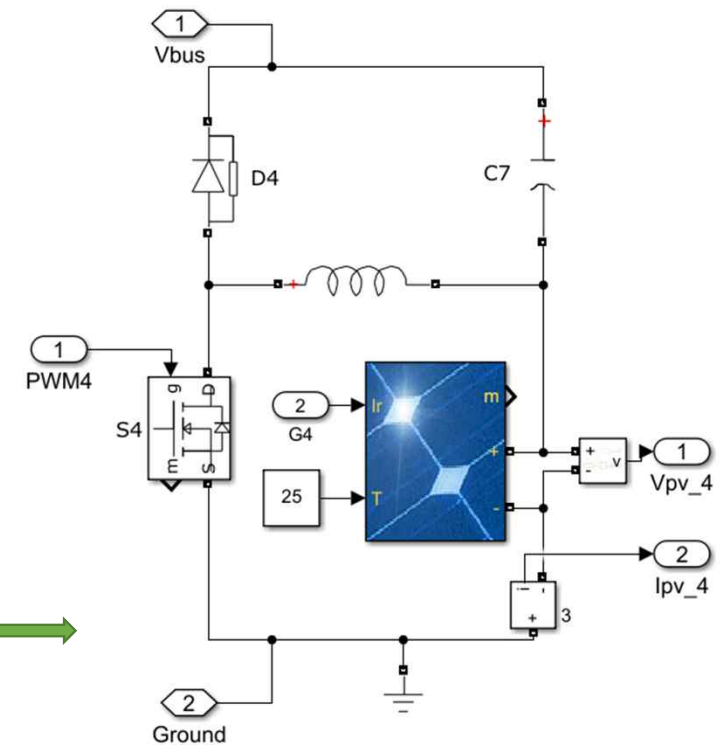 1
Vbus
D4
C7
+
+
1
PWM4
g
D
S4
m
S
2
G4
25
Ir
T
m
+
-
+
-
v
1
Vpv_4
2
Ipv_4
i
-
+
3
2
Ground